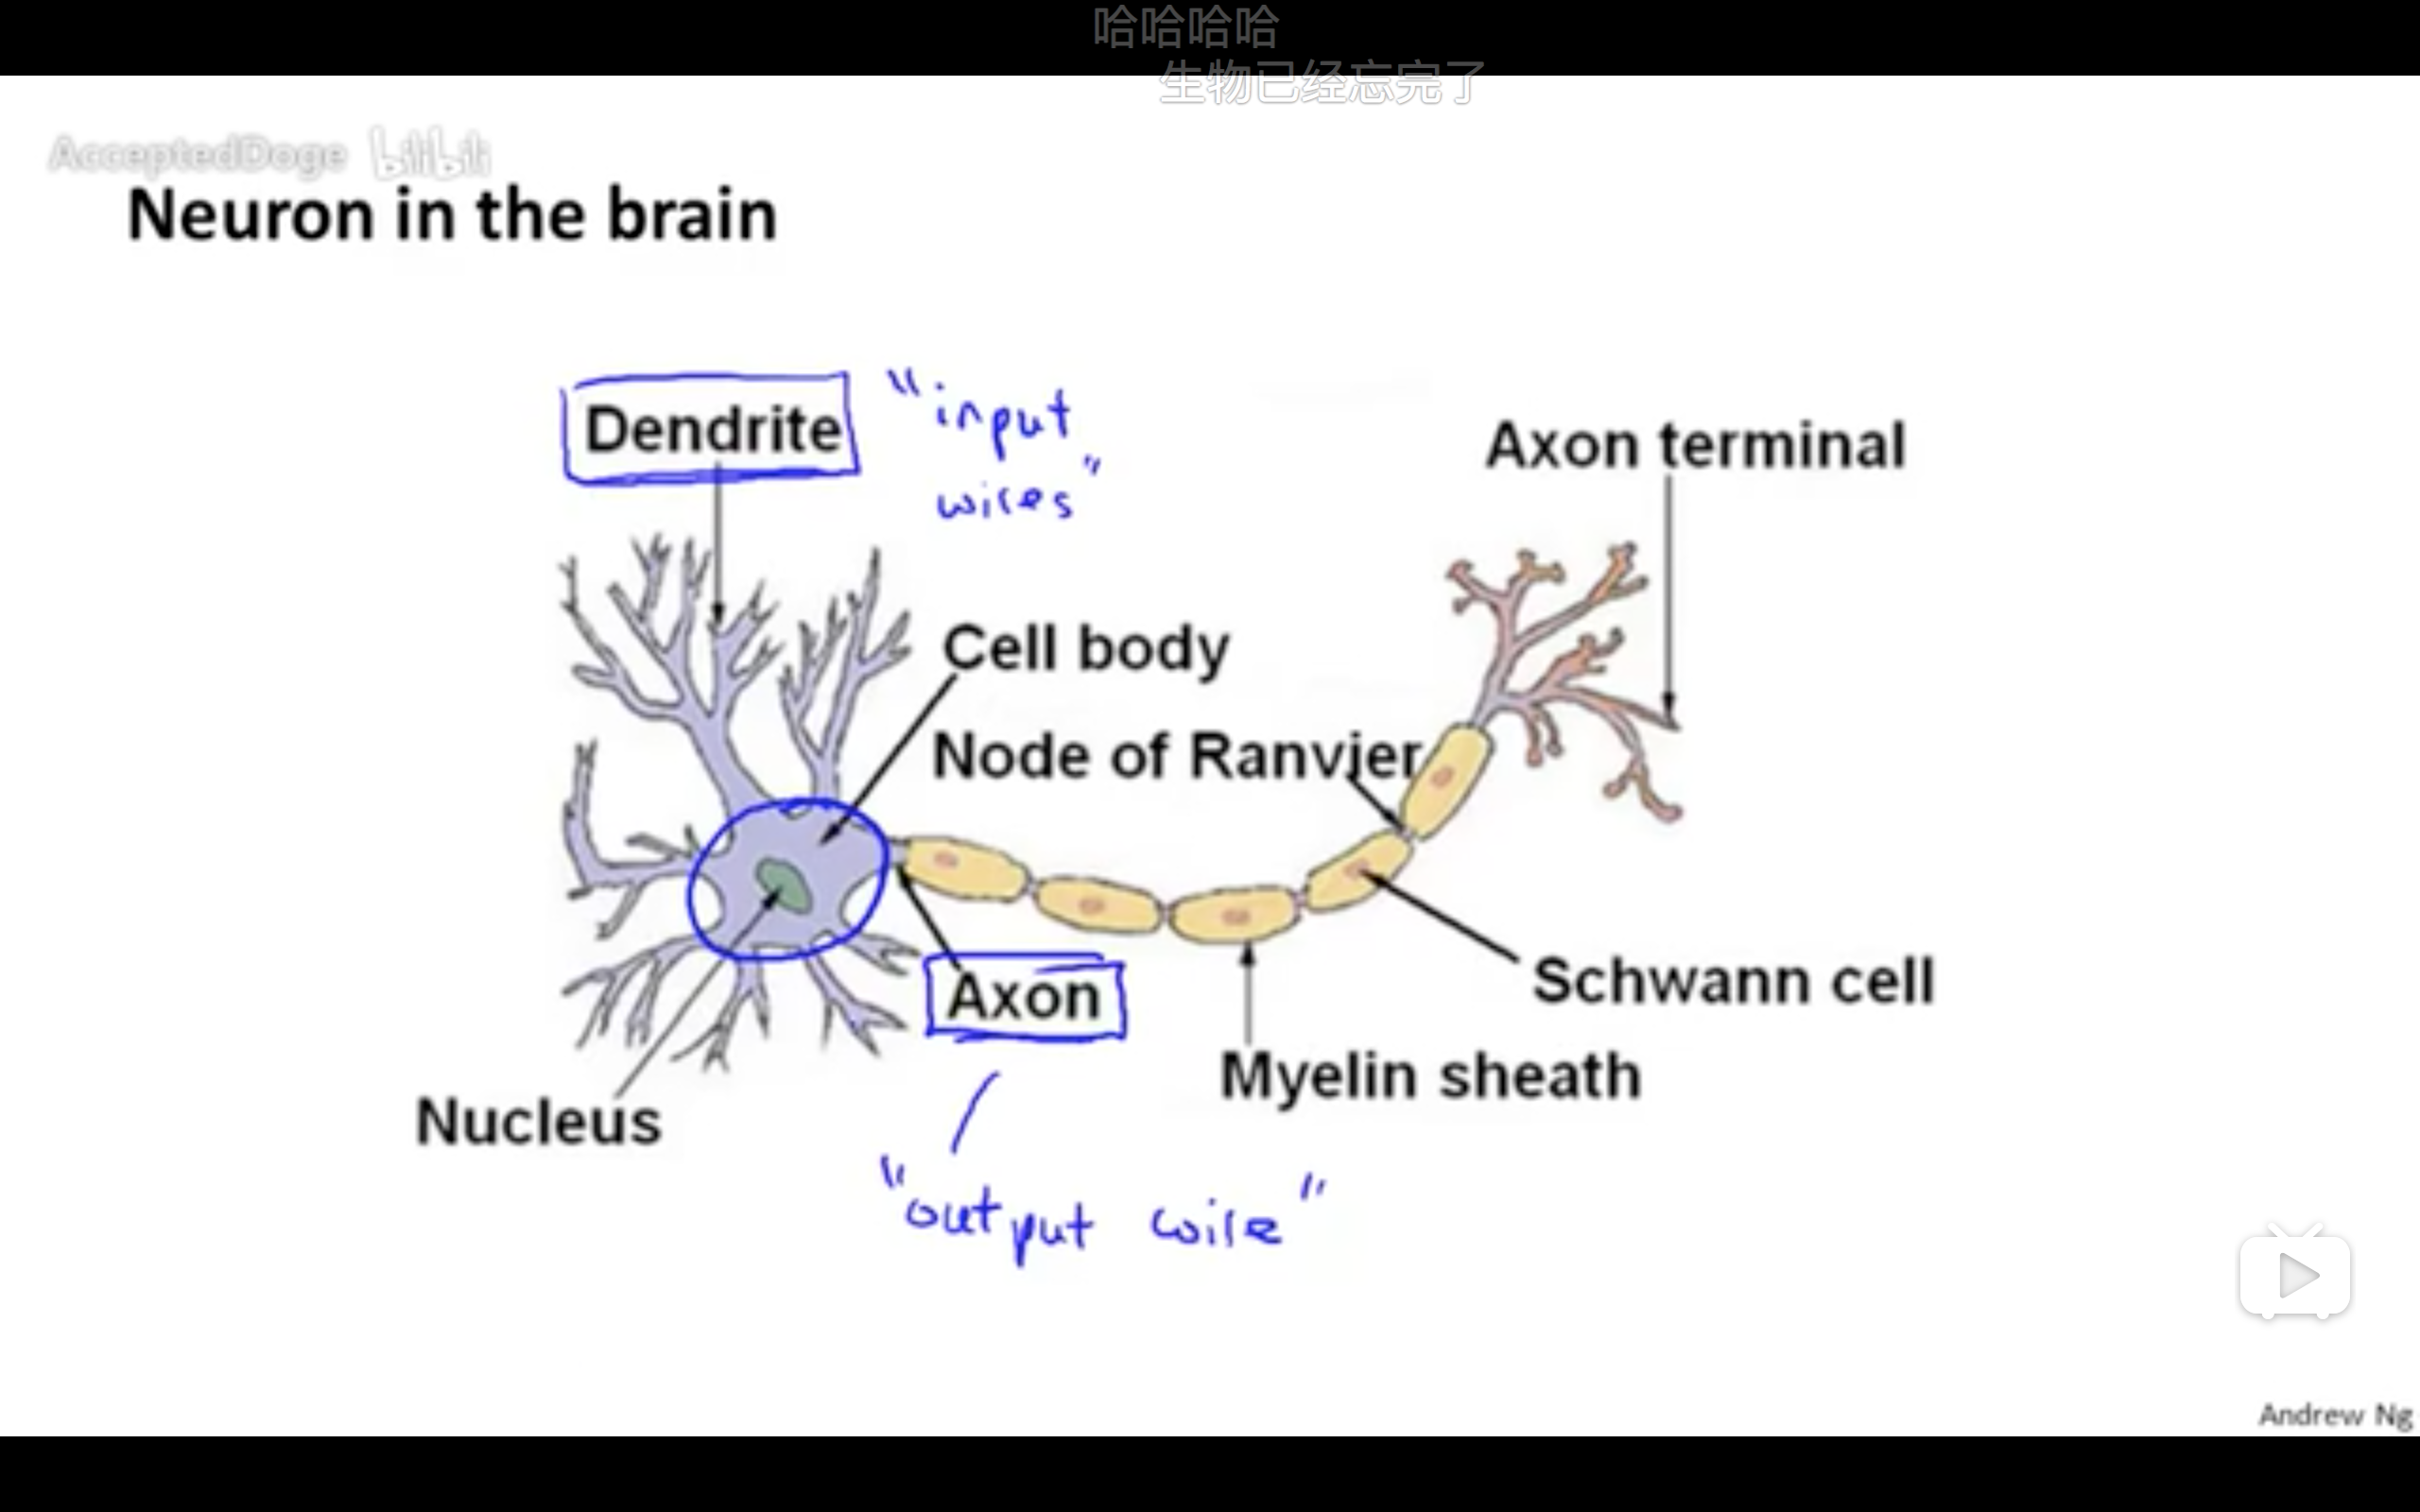 哈哈哈哈
生物已经忘完了
AcceptedDoge bilibili
Neuron in the brain
Dendrite
"input
wires"
Axon terminal
Cell body
Node of Ranvier
Axon
Schwann cell
Myelin sheath
Nucleus
"output wire"
Andrew Ng